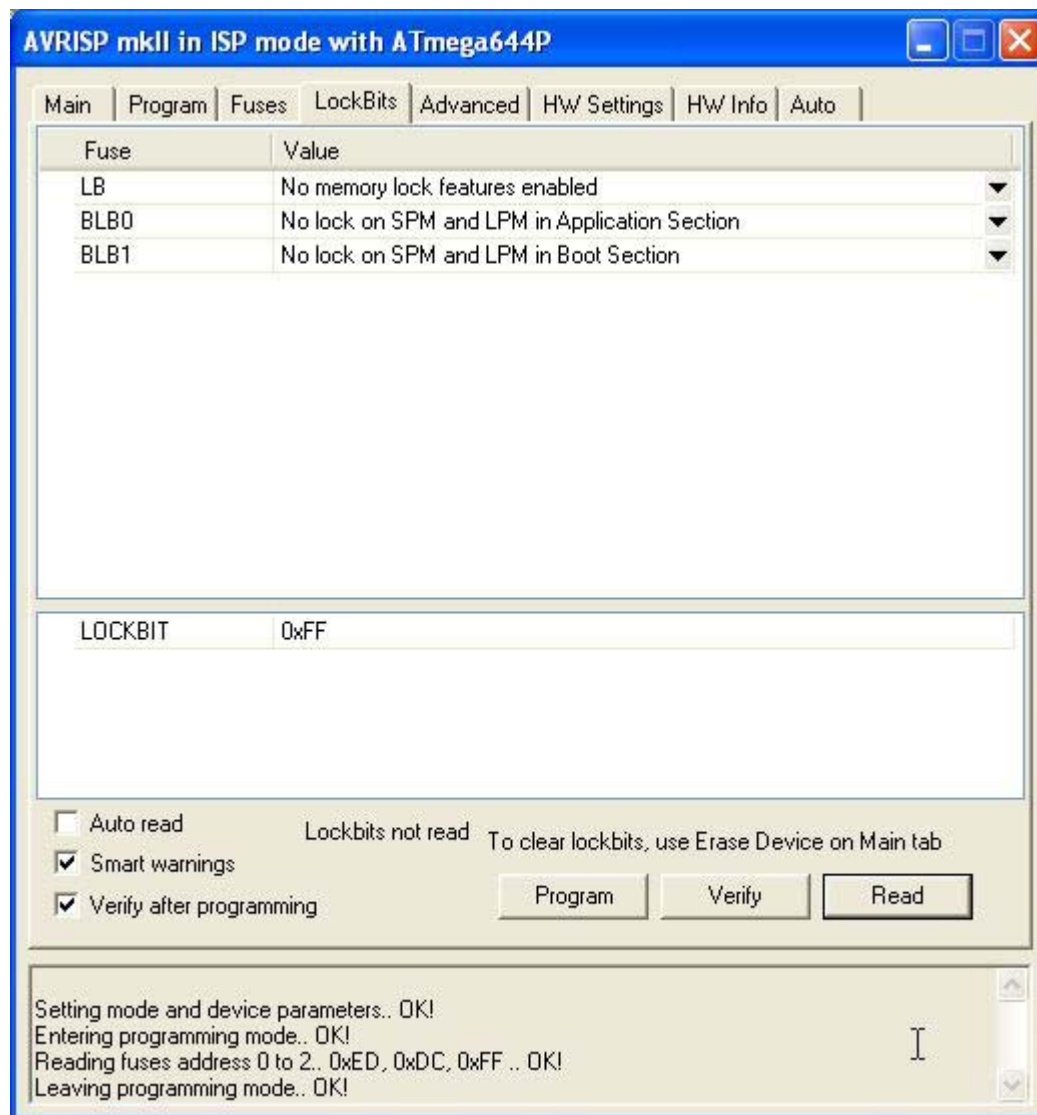 AVRISP mkII in ISP mode with ATmega644P
Main Program Fuses LockBits Advanced HW Settings HW Info Auto
Fuse Value
LB No memory lock features enabled
BLB0 No lock on SPM and LPM in Application Section
BLB1 No lock on SPM and LPM in Boot Section
LOCKBIT 0xFF
Auto read
Lockbits not read
To clear lockbits, use Erase Device on Main tab
Smart warnings
Verify after programming
Program Verify Read
Setting mode and device parameters.. OK!
Entering programming mode.. OK!
Reading fuses address 0 to 2.. 0xED, 0xDC, 0xFF .. OK!
Leaving programming mode.. OK!